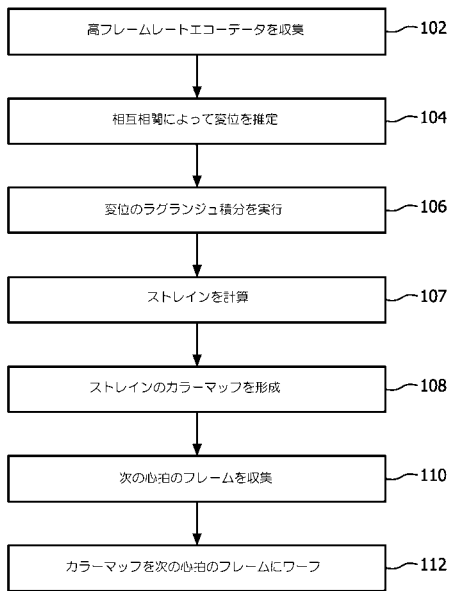 高フレームレートエコーデータを収集
102
相互相関によって変位を推定
104
変位のラグランジュ積分を実行
106
ストレインを計算
107
ストレインのカラーマップを形成
108
次の心拍のフレームを収集
110
カラーマップを次の心拍のフレームにワープ
112